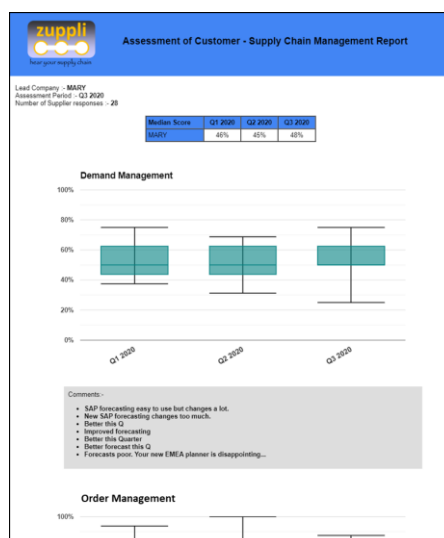 zuppli
hear your supply chain
Assessment of Customer - Supply Chain Management Report
Lead Company :- MARY
Assessment Period :- Q3 2020
Number of Supplier responses :- 28
Median Score Q1 2020 Q2 2020 Q3 2020
MARY 46% 45% 48%
Demand Management
100%
80%
60%
40%
20%
0%
Q1 2020 Q2 2020 Q3 2020
Comments:-
• SAP forecasting easy to use but changes a lot.
• New SAP forecasting changes too much.
• Better this Q
• Improved forecasting
• Better this Quarter
• Better forecast this Q
• Forecasts poor. Your new EMEA planner is disappointing...
Order Management
100%